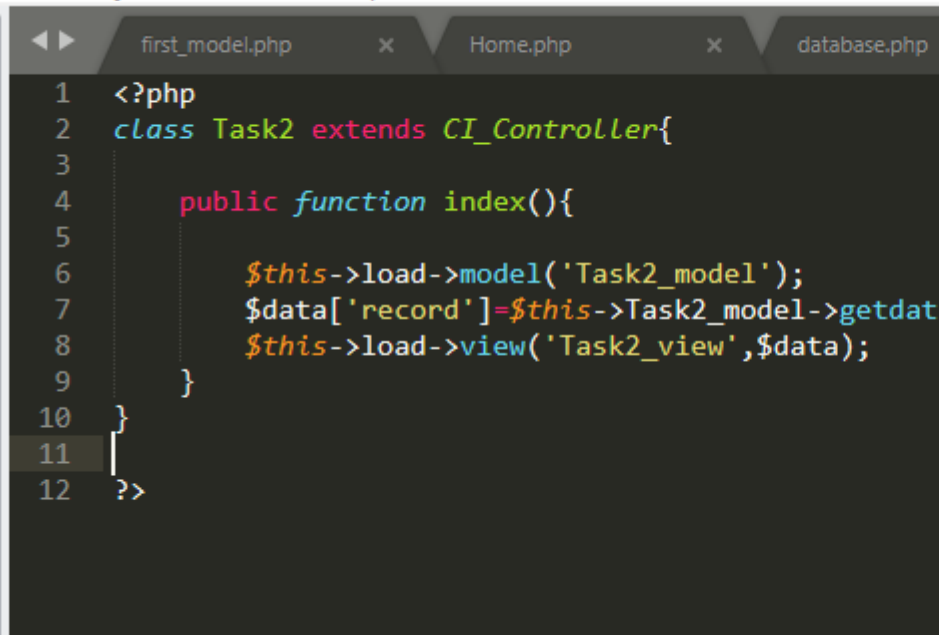 first_model.php × Home.php × database.php
1 <?php
2 class Task2 extends CI_Controller{
3
4 public function index(){
5
6 $this->load->model('Task2_model');
7 $data['record']=$this->Task2_model->getdat
8 $this->load->view('Task2_view',$data);
9 }
10 }
11
12 ?>